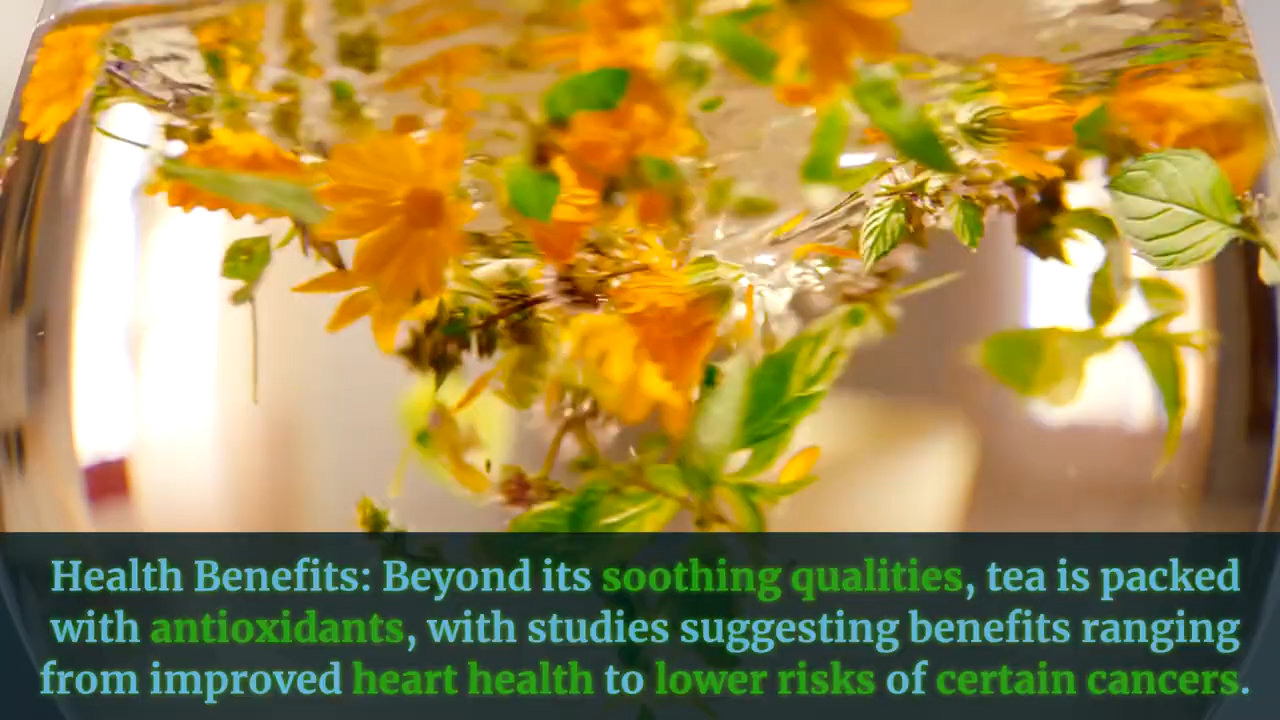 Health Benefits: Beyond its soothing qualities, tea is packed
with antioxidants, with studies suggesting benefits ranging
from improved heart health to lower risks of certain cancers.